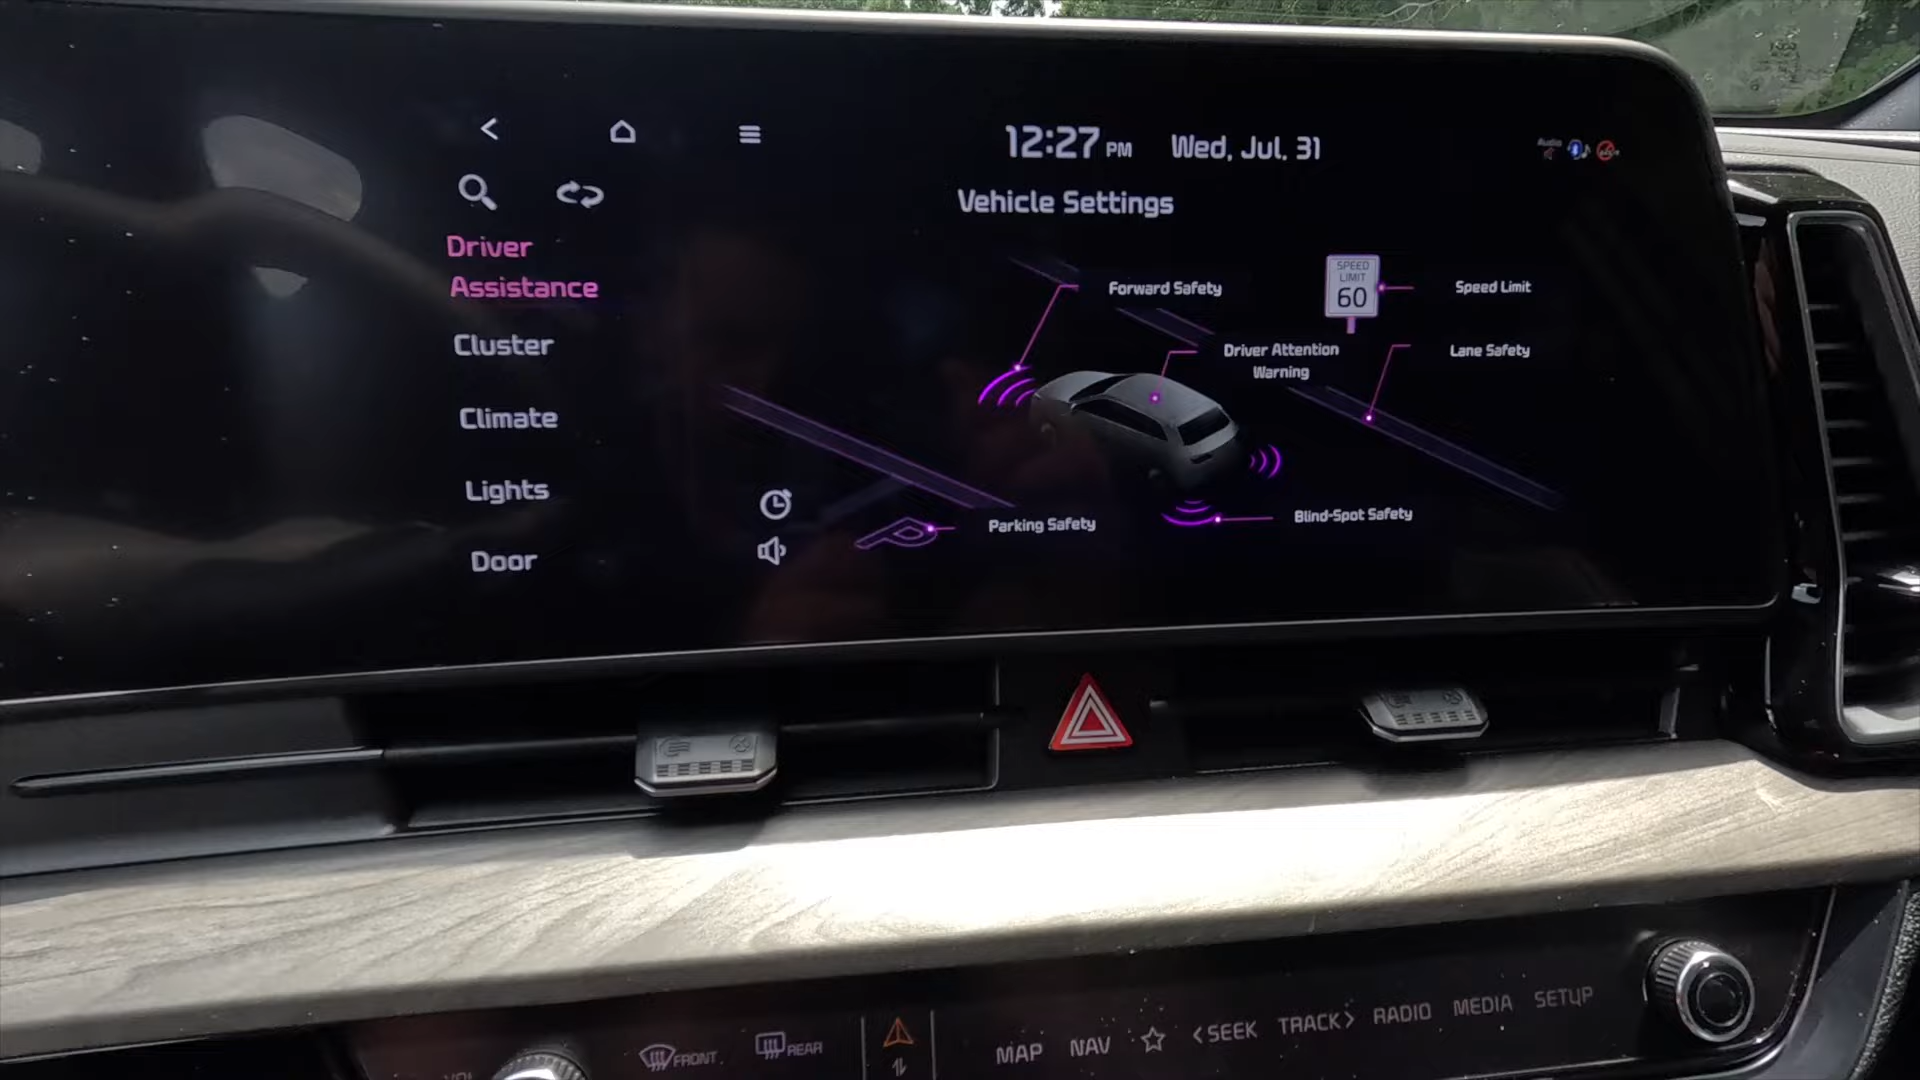 12:27 PM
Wed, Jul. 31
Audio
Vehicle Settings
Driver
Assistance
Cluster
Climate
Lights
Door
Forward Safety
SPEED
LIMIT
60
Speed Limit
Driver Attention
Warning
Lane Safety
Parking Safety
Blind-Spot Safety
FRONT
REAR
MAP
NAV
< SEEK
TRACK >
RADIO
MEDIA
SETUP